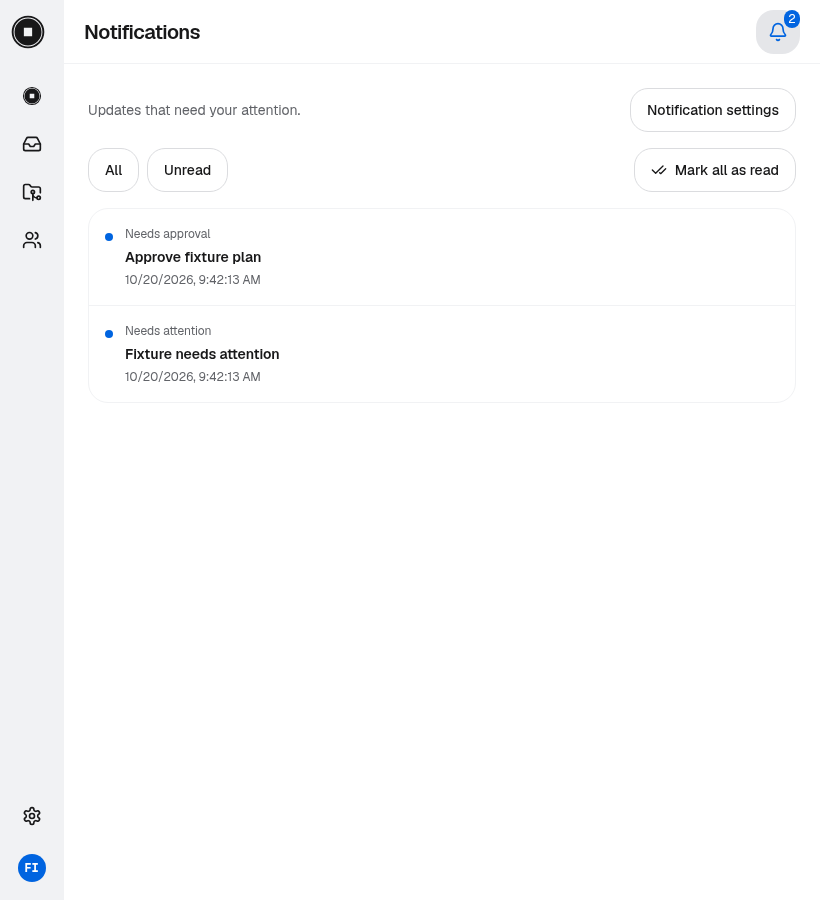 Notifications
2
Updates that need your attention.
Notification settings
All
Unread
Mark all as read
Needs approval
Approve fixture plan
10/20/2026, 9:42:13 AM
Needs attention
Fixture needs attention
10/20/2026, 9:42:13 AM
FI